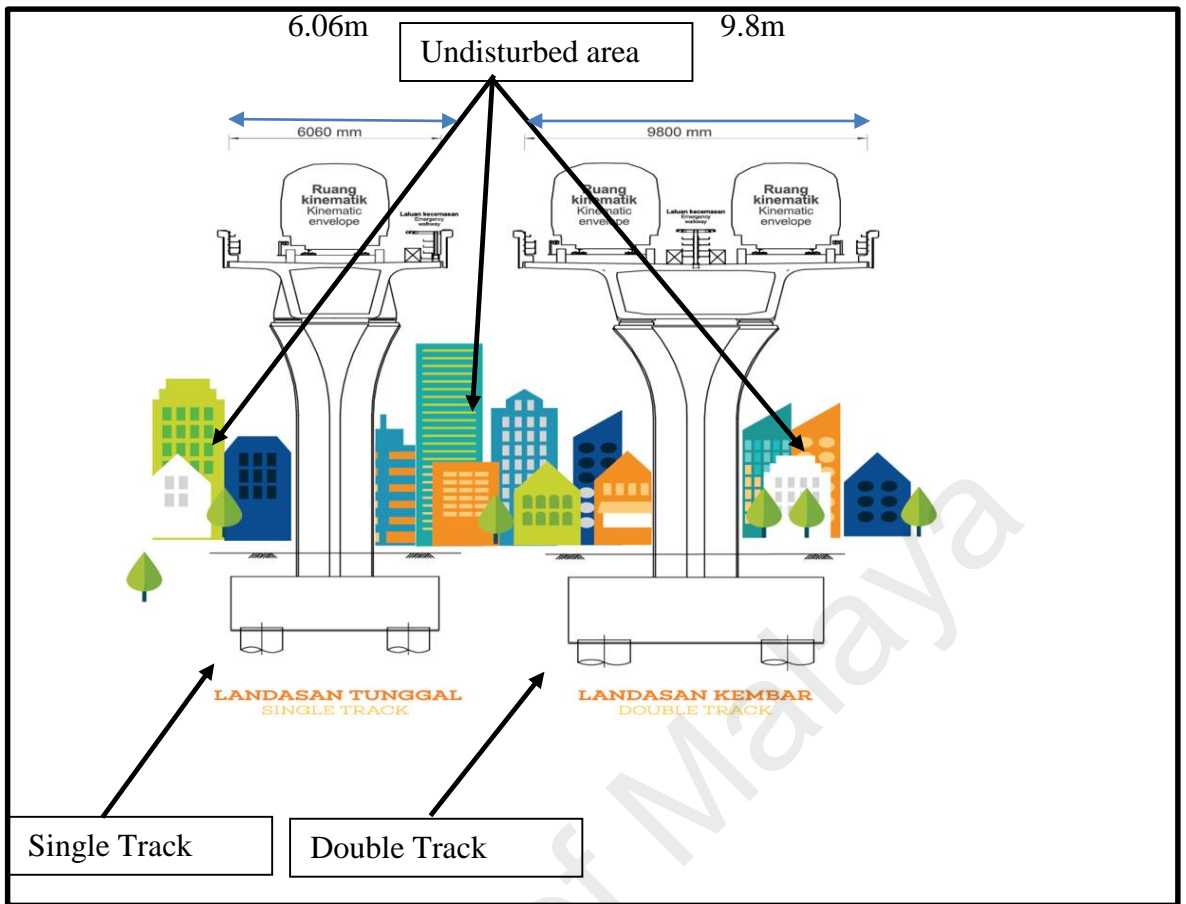 6.06m
9.8m
Undisturbed area
6060 mm
9800 mm
Ruang
kinematik
Kinematic
envelope
Laluan kecemasan
Emergency
walkway
Ruang
kinematik
Kinematic
envelope
Laluan kecemasan
Emergency
walkway
Ruang
kinematik
Kinematic
envelope
LANDASAN TUNGGAL
SINGLE TRACK
LANDASAN KEMBAR
DOUBLE TRACK
Single Track
Double Track
of Malaya